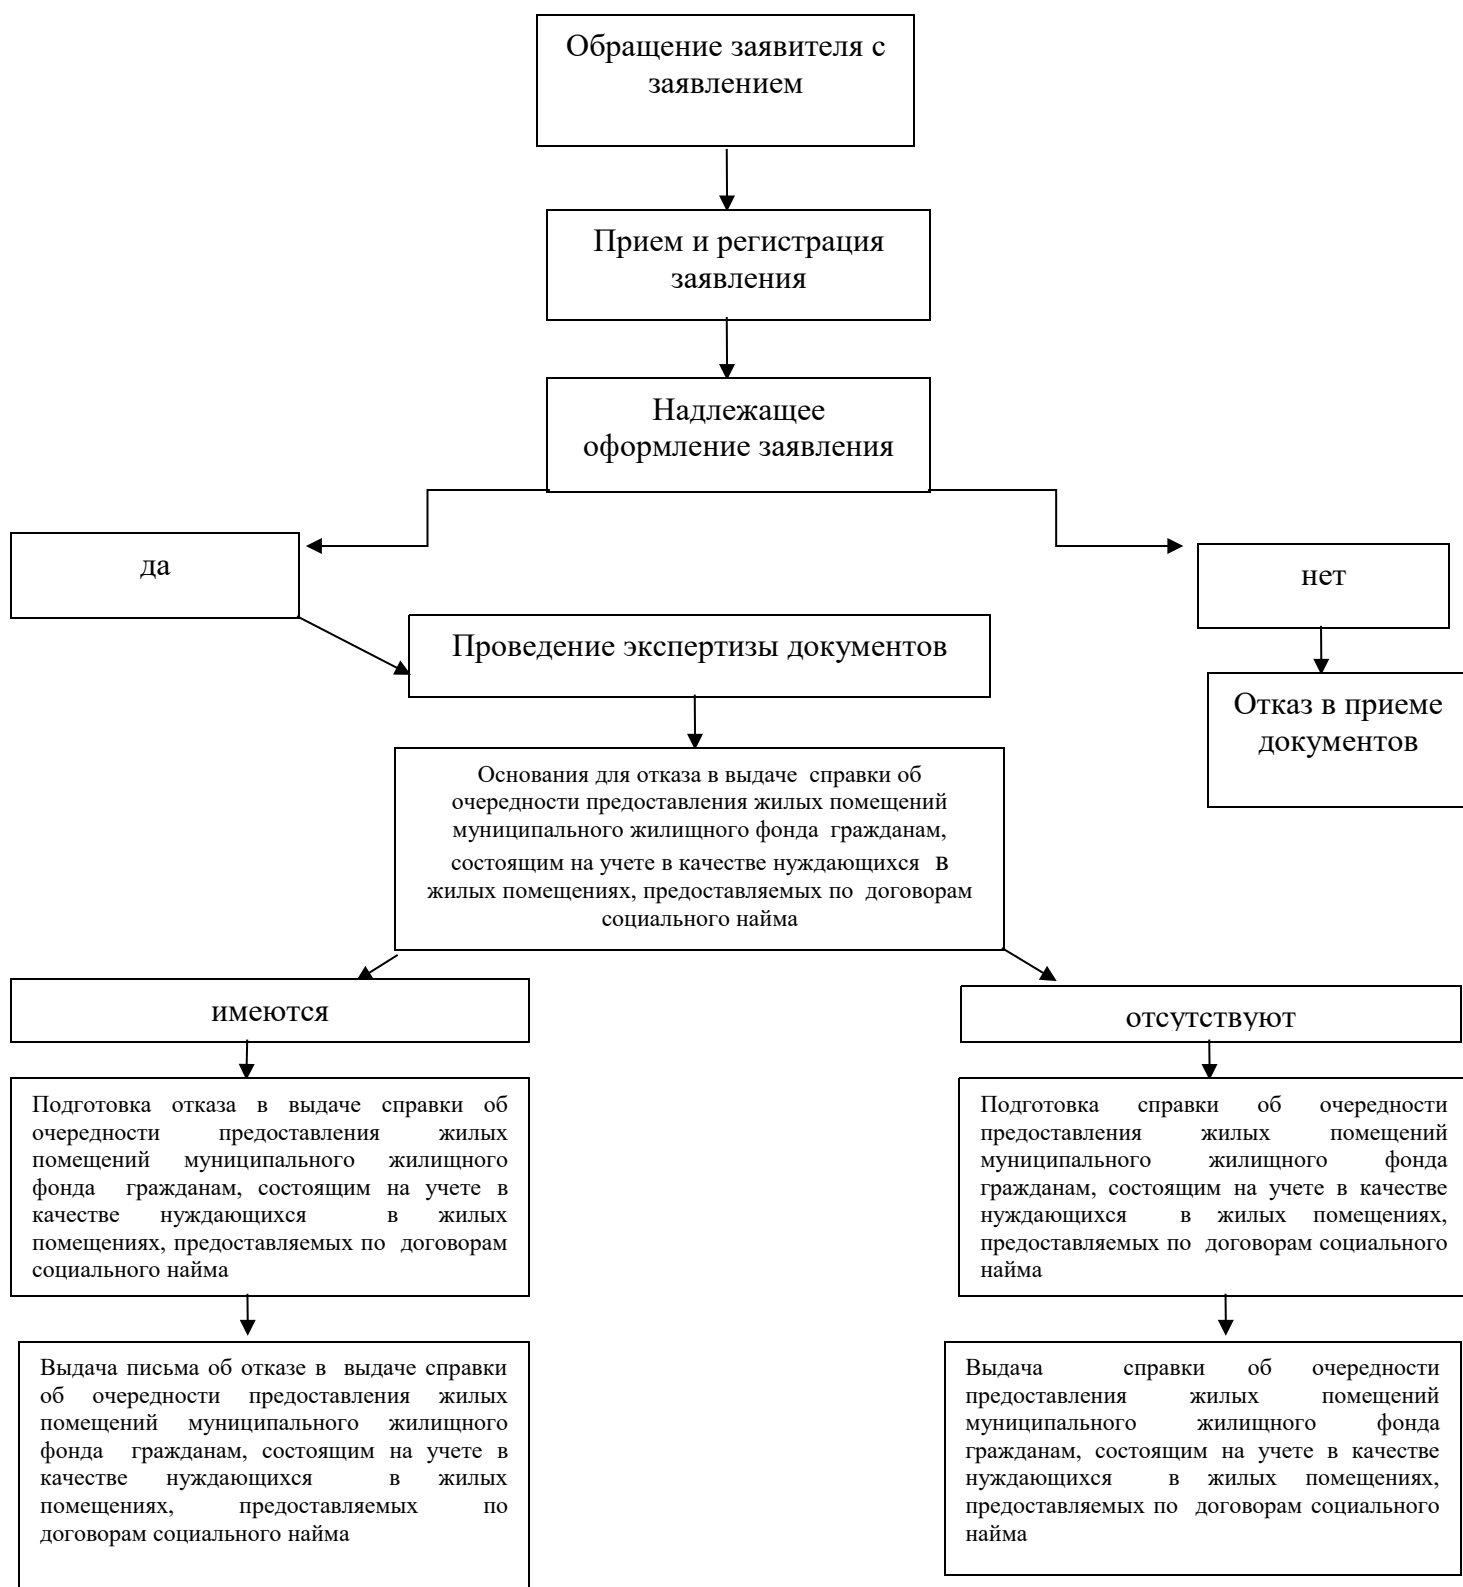 Обращение заявителя с
заявлением
Прием и регистрация
заявления
Надлежащее
оформление заявления
да
нет
Проведение экспертизы документов
Отказ в приеме
документов
Основания для отказа в выдаче справки об
очередности предоставления жилых помещений
муниципального жилищного фонда гражданам,
состоящим на учете в качестве нуждающихся в
жилых помещениях, предоставляемых по договорам
социального найма
имеются
отсутствуют
Подготовка отказа в выдаче справки об
очередности предоставления жилых
помещений муниципального жилищного
фонда гражданам, состоящим на учете в
качестве нуждающихся в жилых
помещениях, предоставляемых по договорам
социального найма
Подготовка справки об очередности
предоставления жилых помещений
муниципального жилищного фонда
гражданам, состоящим на учете в качестве
нуждающихся в жилых помещениях,
предоставляемых по договорам социального
найма
Выдача письма об отказе в выдаче справки
об очередности предоставления жилых
помещений муниципального жилищного
фонда гражданам, состоящим на учете в
качестве нуждающихся в жилых
помещениях, предоставляемых по
договорам социального найма
Выдача справки об очередности
предоставления жилых помещений
муниципального жилищного фонда
гражданам, состоящим на учете в качестве
нуждающихся в жилых помещениях,
предоставляемых по договорам социального
найма